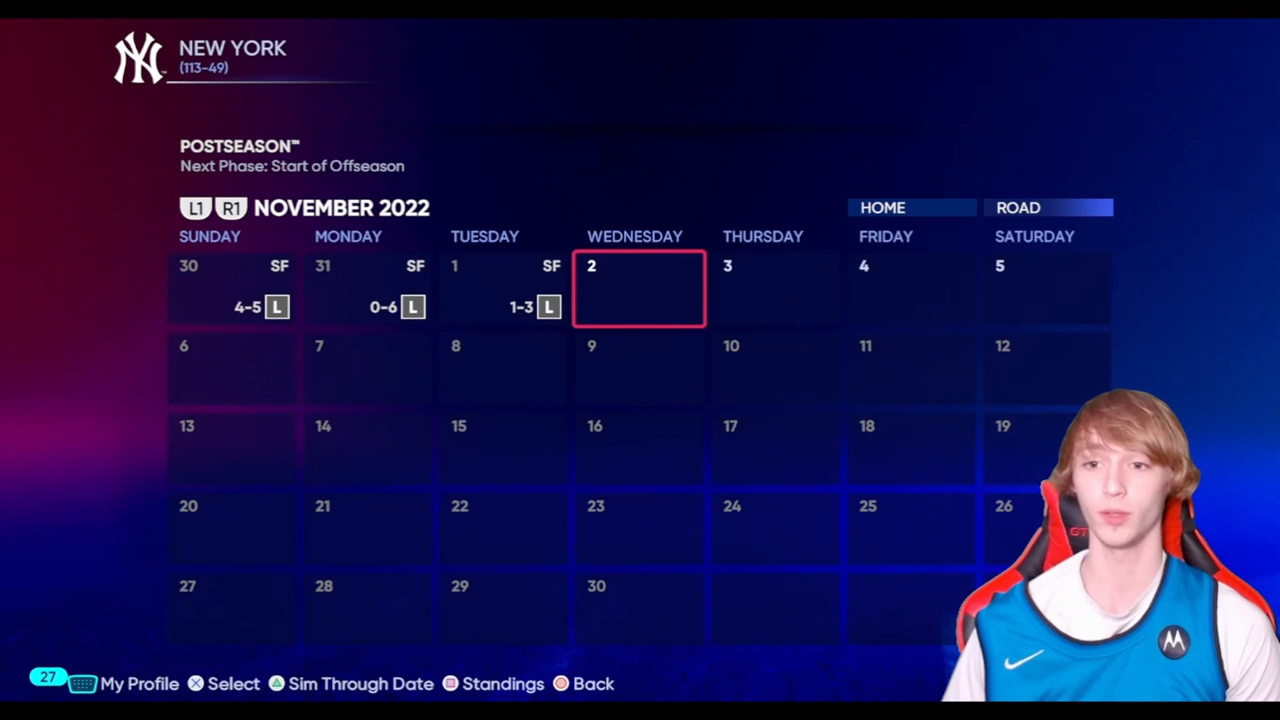 NEW YORK
(113-49)
POSTSEASON™
Next Phase: Start of Offseason
L1 R1 NOVEMBER 2022 HOME ROAD
SUNDAY MONDAY TUESDAY WEDNESDAY THURSDAY FRIDAY SATURDAY
30 SF 31 SF 1 SF 2 3 4 5
4-5 L 0-6 L 1-3 L
6 7 8 9 10 11 12
13 14 15 16 17 18 19
20 21 22 23 24 25 26
GT
27 28 29 30
27 My Profile Select Sim Through Date Standings Back